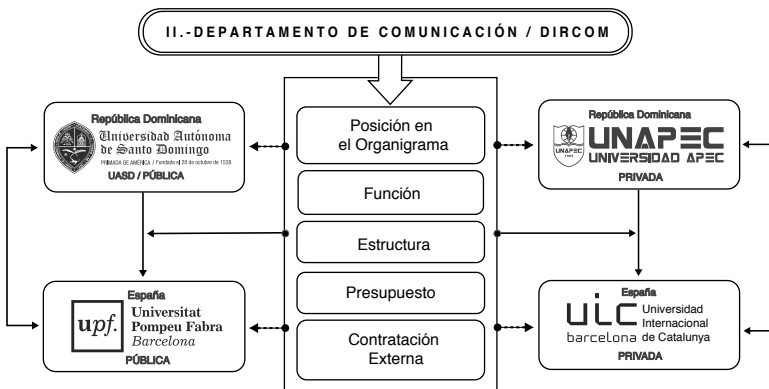 II.-DEPARTAMENTO DE COMUNICACIÓN / DIRCOM
República Dominicana
Universidad Autónoma
de Santo Domingo
PRIMADA DE AMÉRICA / Fundada el 28 de octubre de 1538
UASD / PÚBLICA
Posición en
el Organigrama
Función
Estructura
Presupuesto
Contratación
Externa
República Dominicana
UNAPEC
UNAPEC
UNIVERSIDAD APEC
PRIVADA
España
upf.
Universitat
Pompeu Fabra
Barcelona
PÚBLICA
España
uic
barcelona
Universidad
Internacional
de Catalunya
PRIVADA